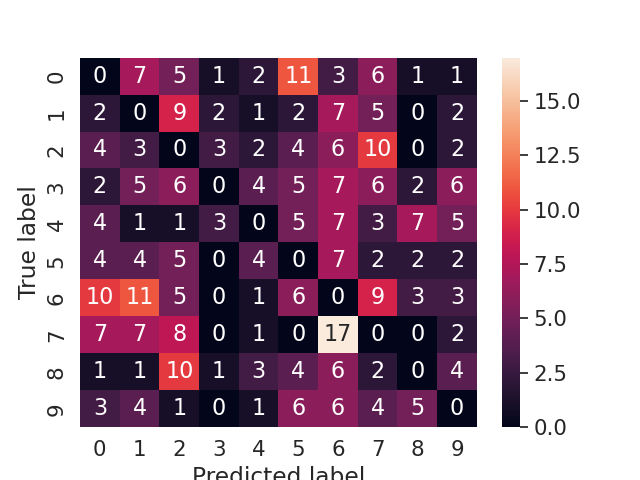 0 0 7 5 1 2 11 3 6 1 1
1 2 0 9 2 1 2 7 5 0 2
2 4 3 0 3 2 4 6 10 0 2
3 2 5 6 0 4 5 7 6 2 6
4 4 1 1 3 0 5 7 3 7 5
5 4 4 5 0 4 0 7 2 2 2
6 10 11 5 0 1 6 0 9 3 3
7 7 7 8 0 1 0 17 0 0 2
8 1 1 10 1 3 4 6 2 0 4
9 3 4 1 0 1 6 6 4 5 0
0 1 2 3 4 5 6 7 8 9
Predicted label
True label
15.0
12.5
10.0
7.5
5.0
2.5
0.0